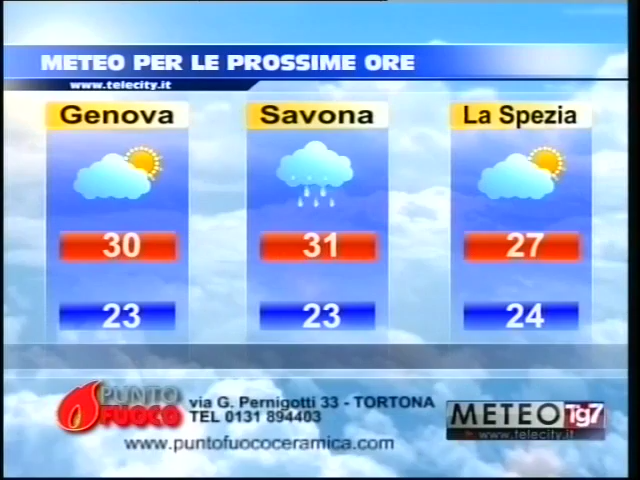 METEO PER LE PROSSIME ORE
www.telecity.it
Genova Savona La Spezia
30 31 27
23 23 24
PUNTO FUOCO
via G. Pernigotti 33 - TORTONA
TEL 0131 894403
www.puntofuococeramica.com
METEO Tg7
www.telecity.it